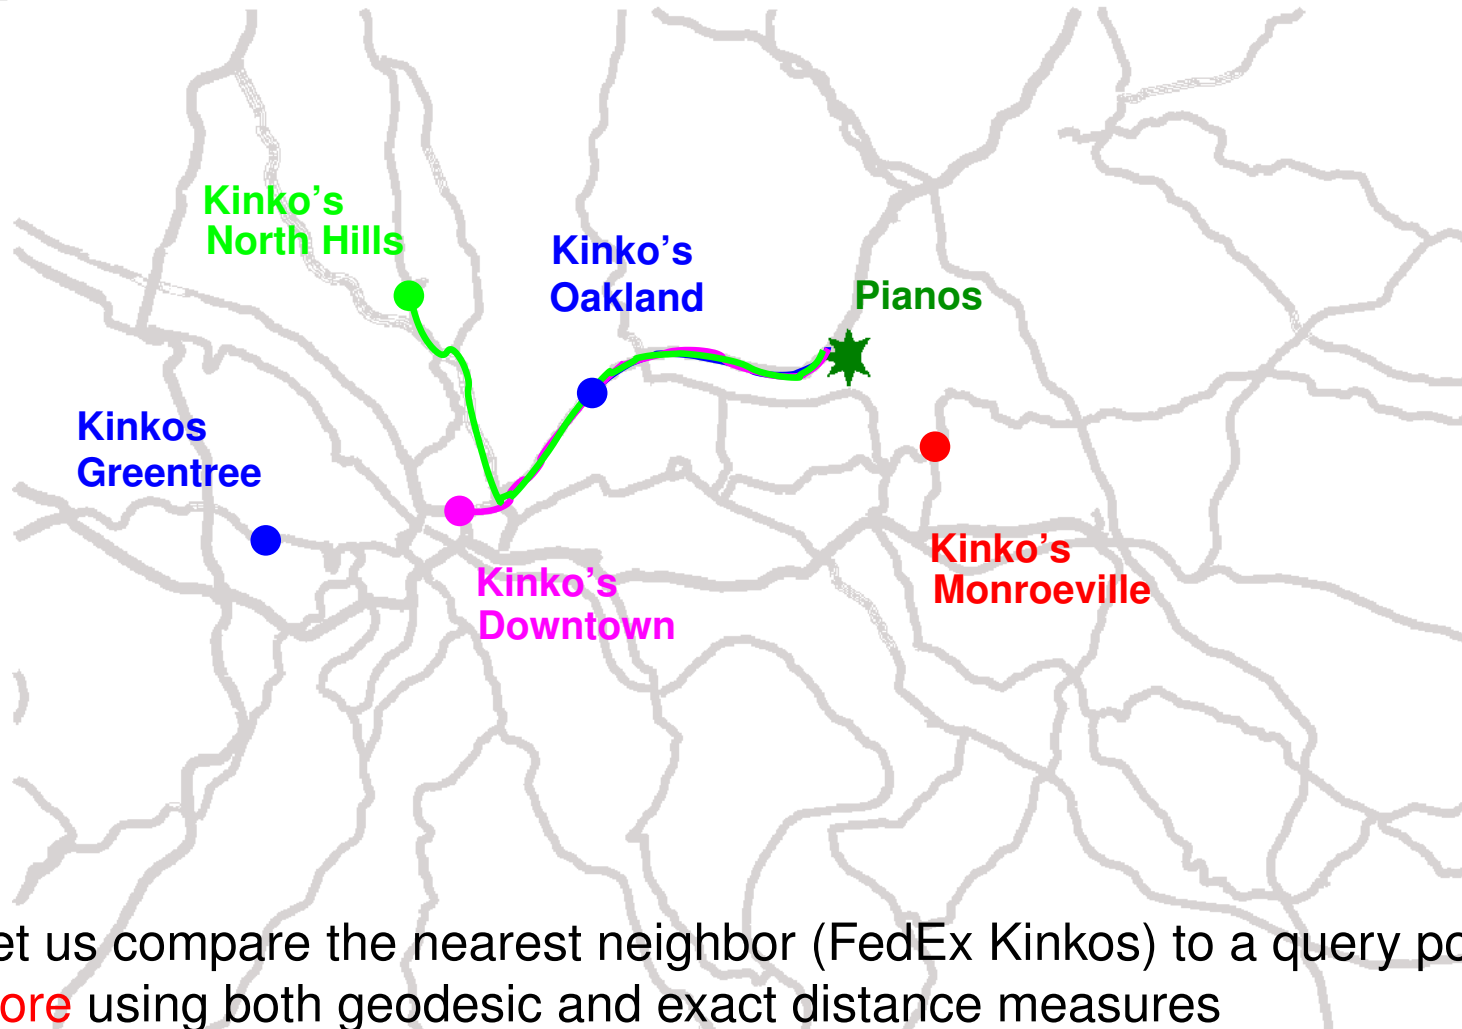 Kinko’s
North Hills
Kinko’s
Oakland
Pianos
Kinkos
Greentree
Kinko’s
Monroeville
Kinko’s
Downtown
et us compare the nearest neighbor (FedEx Kinkos) to a query po
ore using both geodesic and exact distance measures